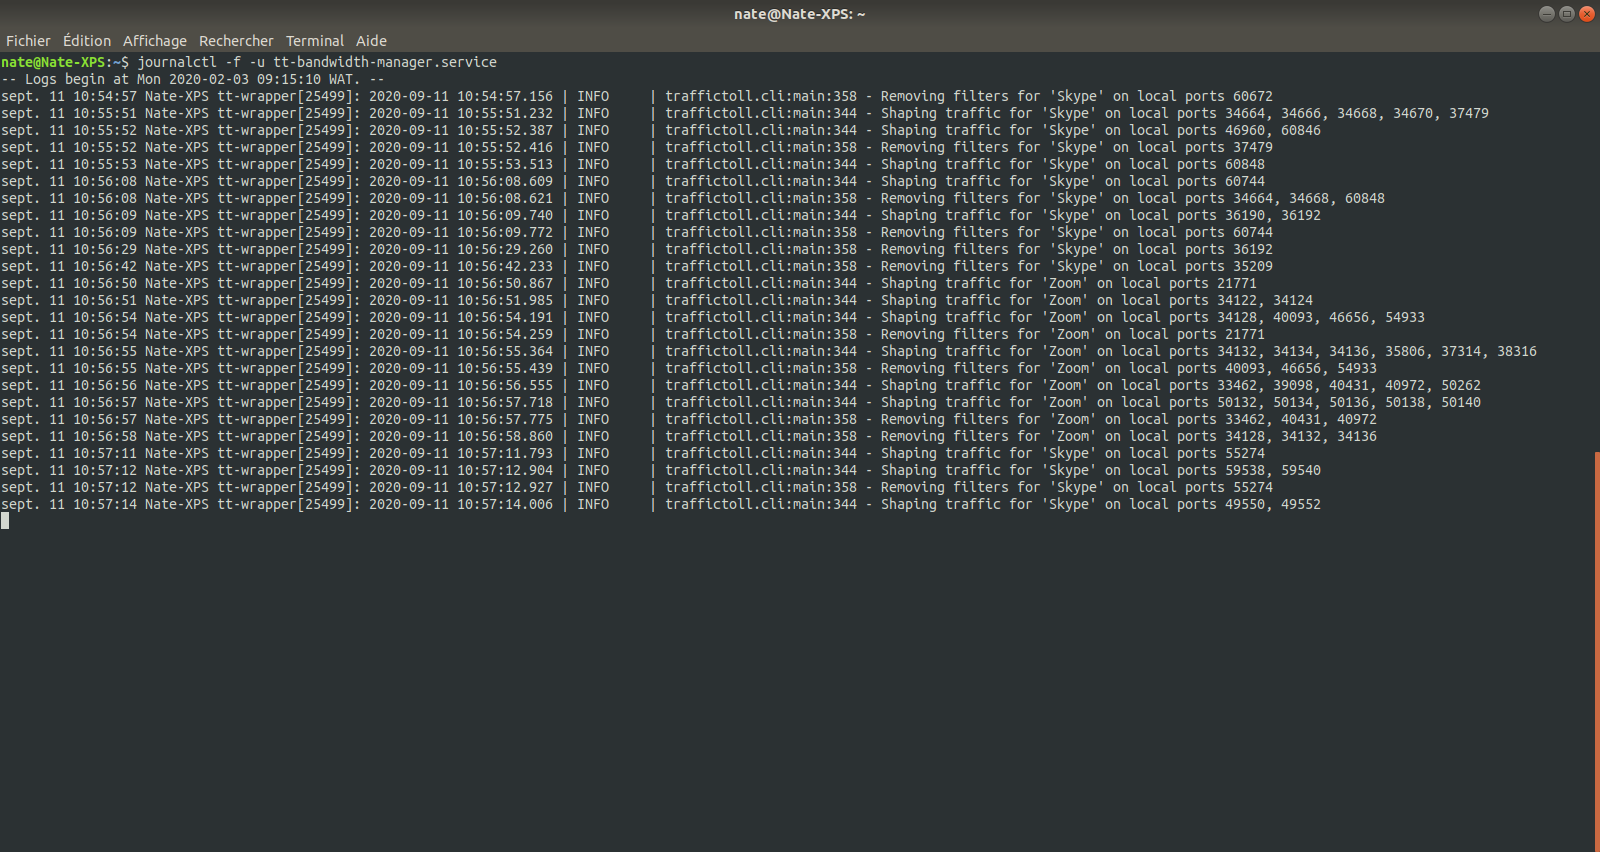 nate@Nate-XPS: ~
Fichier Édition Affichage Rechercher Terminal Aide
nate@Nate-XPS:~$ journalctl -f -u tt-bandwidth-manager.service
-- Logs begin at Mon 2020-02-03 09:15:10 WAT. --
sept. 11 10:54:57 Nate-XPS tt-wrapper[25499]: 2020-09-11 10:54:57.156 | INFO     | traffictoll.cli:main:358 - Removing filters for 'Skype' on local ports 60672
sept. 11 10:55:51 Nate-XPS tt-wrapper[25499]: 2020-09-11 10:55:51.232 | INFO     | traffictoll.cli:main:344 - Shaping traffic for 'Skype' on local ports 34664, 34666, 34668, 34670, 37479
sept. 11 10:55:52 Nate-XPS tt-wrapper[25499]: 2020-09-11 10:55:52.387 | INFO     | traffictoll.cli:main:344 - Shaping traffic for 'Skype' on local ports 46960, 60846
sept. 11 10:55:52 Nate-XPS tt-wrapper[25499]: 2020-09-11 10:55:52.416 | INFO     | traffictoll.cli:main:358 - Removing filters for 'Skype' on local ports 37479
sept. 11 10:55:53 Nate-XPS tt-wrapper[25499]: 2020-09-11 10:55:53.513 | INFO     | traffictoll.cli:main:344 - Shaping traffic for 'Skype' on local ports 60848
sept. 11 10:56:08 Nate-XPS tt-wrapper[25499]: 2020-09-11 10:56:08.609 | INFO     | traffictoll.cli:main:344 - Shaping traffic for 'Skype' on local ports 60744
sept. 11 10:56:08 Nate-XPS tt-wrapper[25499]: 2020-09-11 10:56:08.621 | INFO     | traffictoll.cli:main:358 - Removing filters for 'Skype' on local ports 34664, 34668, 60848
sept. 11 10:56:09 Nate-XPS tt-wrapper[25499]: 2020-09-11 10:56:09.740 | INFO     | traffictoll.cli:main:344 - Shaping traffic for 'Skype' on local ports 36190, 36192
sept. 11 10:56:09 Nate-XPS tt-wrapper[25499]: 2020-09-11 10:56:09.772 | INFO     | traffictoll.cli:main:358 - Removing filters for 'Skype' on local ports 60744
sept. 11 10:56:29 Nate-XPS tt-wrapper[25499]: 2020-09-11 10:56:29.260 | INFO     | traffictoll.cli:main:358 - Removing filters for 'Skype' on local ports 36192
sept. 11 10:56:42 Nate-XPS tt-wrapper[25499]: 2020-09-11 10:56:42.233 | INFO     | traffictoll.cli:main:358 - Removing filters for 'Skype' on local ports 35209
sept. 11 10:56:50 Nate-XPS tt-wrapper[25499]: 2020-09-11 10:56:50.867 | INFO     | traffictoll.cli:main:344 - Shaping traffic for 'Zoom' on local ports 21771
sept. 11 10:56:51 Nate-XPS tt-wrapper[25499]: 2020-09-11 10:56:51.985 | INFO     | traffictoll.cli:main:344 - Shaping traffic for 'Zoom' on local ports 34122, 34124
sept. 11 10:56:54 Nate-XPS tt-wrapper[25499]: 2020-09-11 10:56:54.191 | INFO     | traffictoll.cli:main:344 - Shaping traffic for 'Zoom' on local ports 34128, 40093, 46656, 54933
sept. 11 10:56:54 Nate-XPS tt-wrapper[25499]: 2020-09-11 10:56:54.259 | INFO     | traffictoll.cli:main:358 - Removing filters for 'Zoom' on local ports 21771
sept. 11 10:56:55 Nate-XPS tt-wrapper[25499]: 2020-09-11 10:56:55.364 | INFO     | traffictoll.cli:main:344 - Shaping traffic for 'Zoom' on local ports 34132, 34134, 34136, 35806, 37314, 38316
sept. 11 10:56:55 Nate-XPS tt-wrapper[25499]: 2020-09-11 10:56:55.439 | INFO     | traffictoll.cli:main:358 - Removing filters for 'Zoom' on local ports 40093, 46656, 54933
sept. 11 10:56:56 Nate-XPS tt-wrapper[25499]: 2020-09-11 10:56:56.555 | INFO     | traffictoll.cli:main:344 - Shaping traffic for 'Zoom' on local ports 33462, 39098, 40431, 40972, 50262
sept. 11 10:56:57 Nate-XPS tt-wrapper[25499]: 2020-09-11 10:56:57.718 | INFO     | traffictoll.cli:main:344 - Shaping traffic for 'Zoom' on local ports 50132, 50134, 50136, 50138, 50140
sept. 11 10:56:57 Nate-XPS tt-wrapper[25499]: 2020-09-11 10:56:57.775 | INFO     | traffictoll.cli:main:358 - Removing filters for 'Zoom' on local ports 33462, 40431, 40972
sept. 11 10:56:58 Nate-XPS tt-wrapper[25499]: 2020-09-11 10:56:58.860 | INFO     | traffictoll.cli:main:358 - Removing filters for 'Zoom' on local ports 34128, 34132, 34136
sept. 11 10:57:11 Nate-XPS tt-wrapper[25499]: 2020-09-11 10:57:11.793 | INFO     | traffictoll.cli:main:344 - Shaping traffic for 'Skype' on local ports 55274
sept. 11 10:57:12 Nate-XPS tt-wrapper[25499]: 2020-09-11 10:57:12.904 | INFO     | traffictoll.cli:main:344 - Shaping traffic for 'Skype' on local ports 59538, 59540
sept. 11 10:57:12 Nate-XPS tt-wrapper[25499]: 2020-09-11 10:57:12.927 | INFO     | traffictoll.cli:main:358 - Removing filters for 'Skype' on local ports 55274
sept. 11 10:57:14 Nate-XPS tt-wrapper[25499]: 2020-09-11 10:57:14.006 | INFO     | traffictoll.cli:main:344 - Shaping traffic for 'Skype' on local ports 49550, 49552